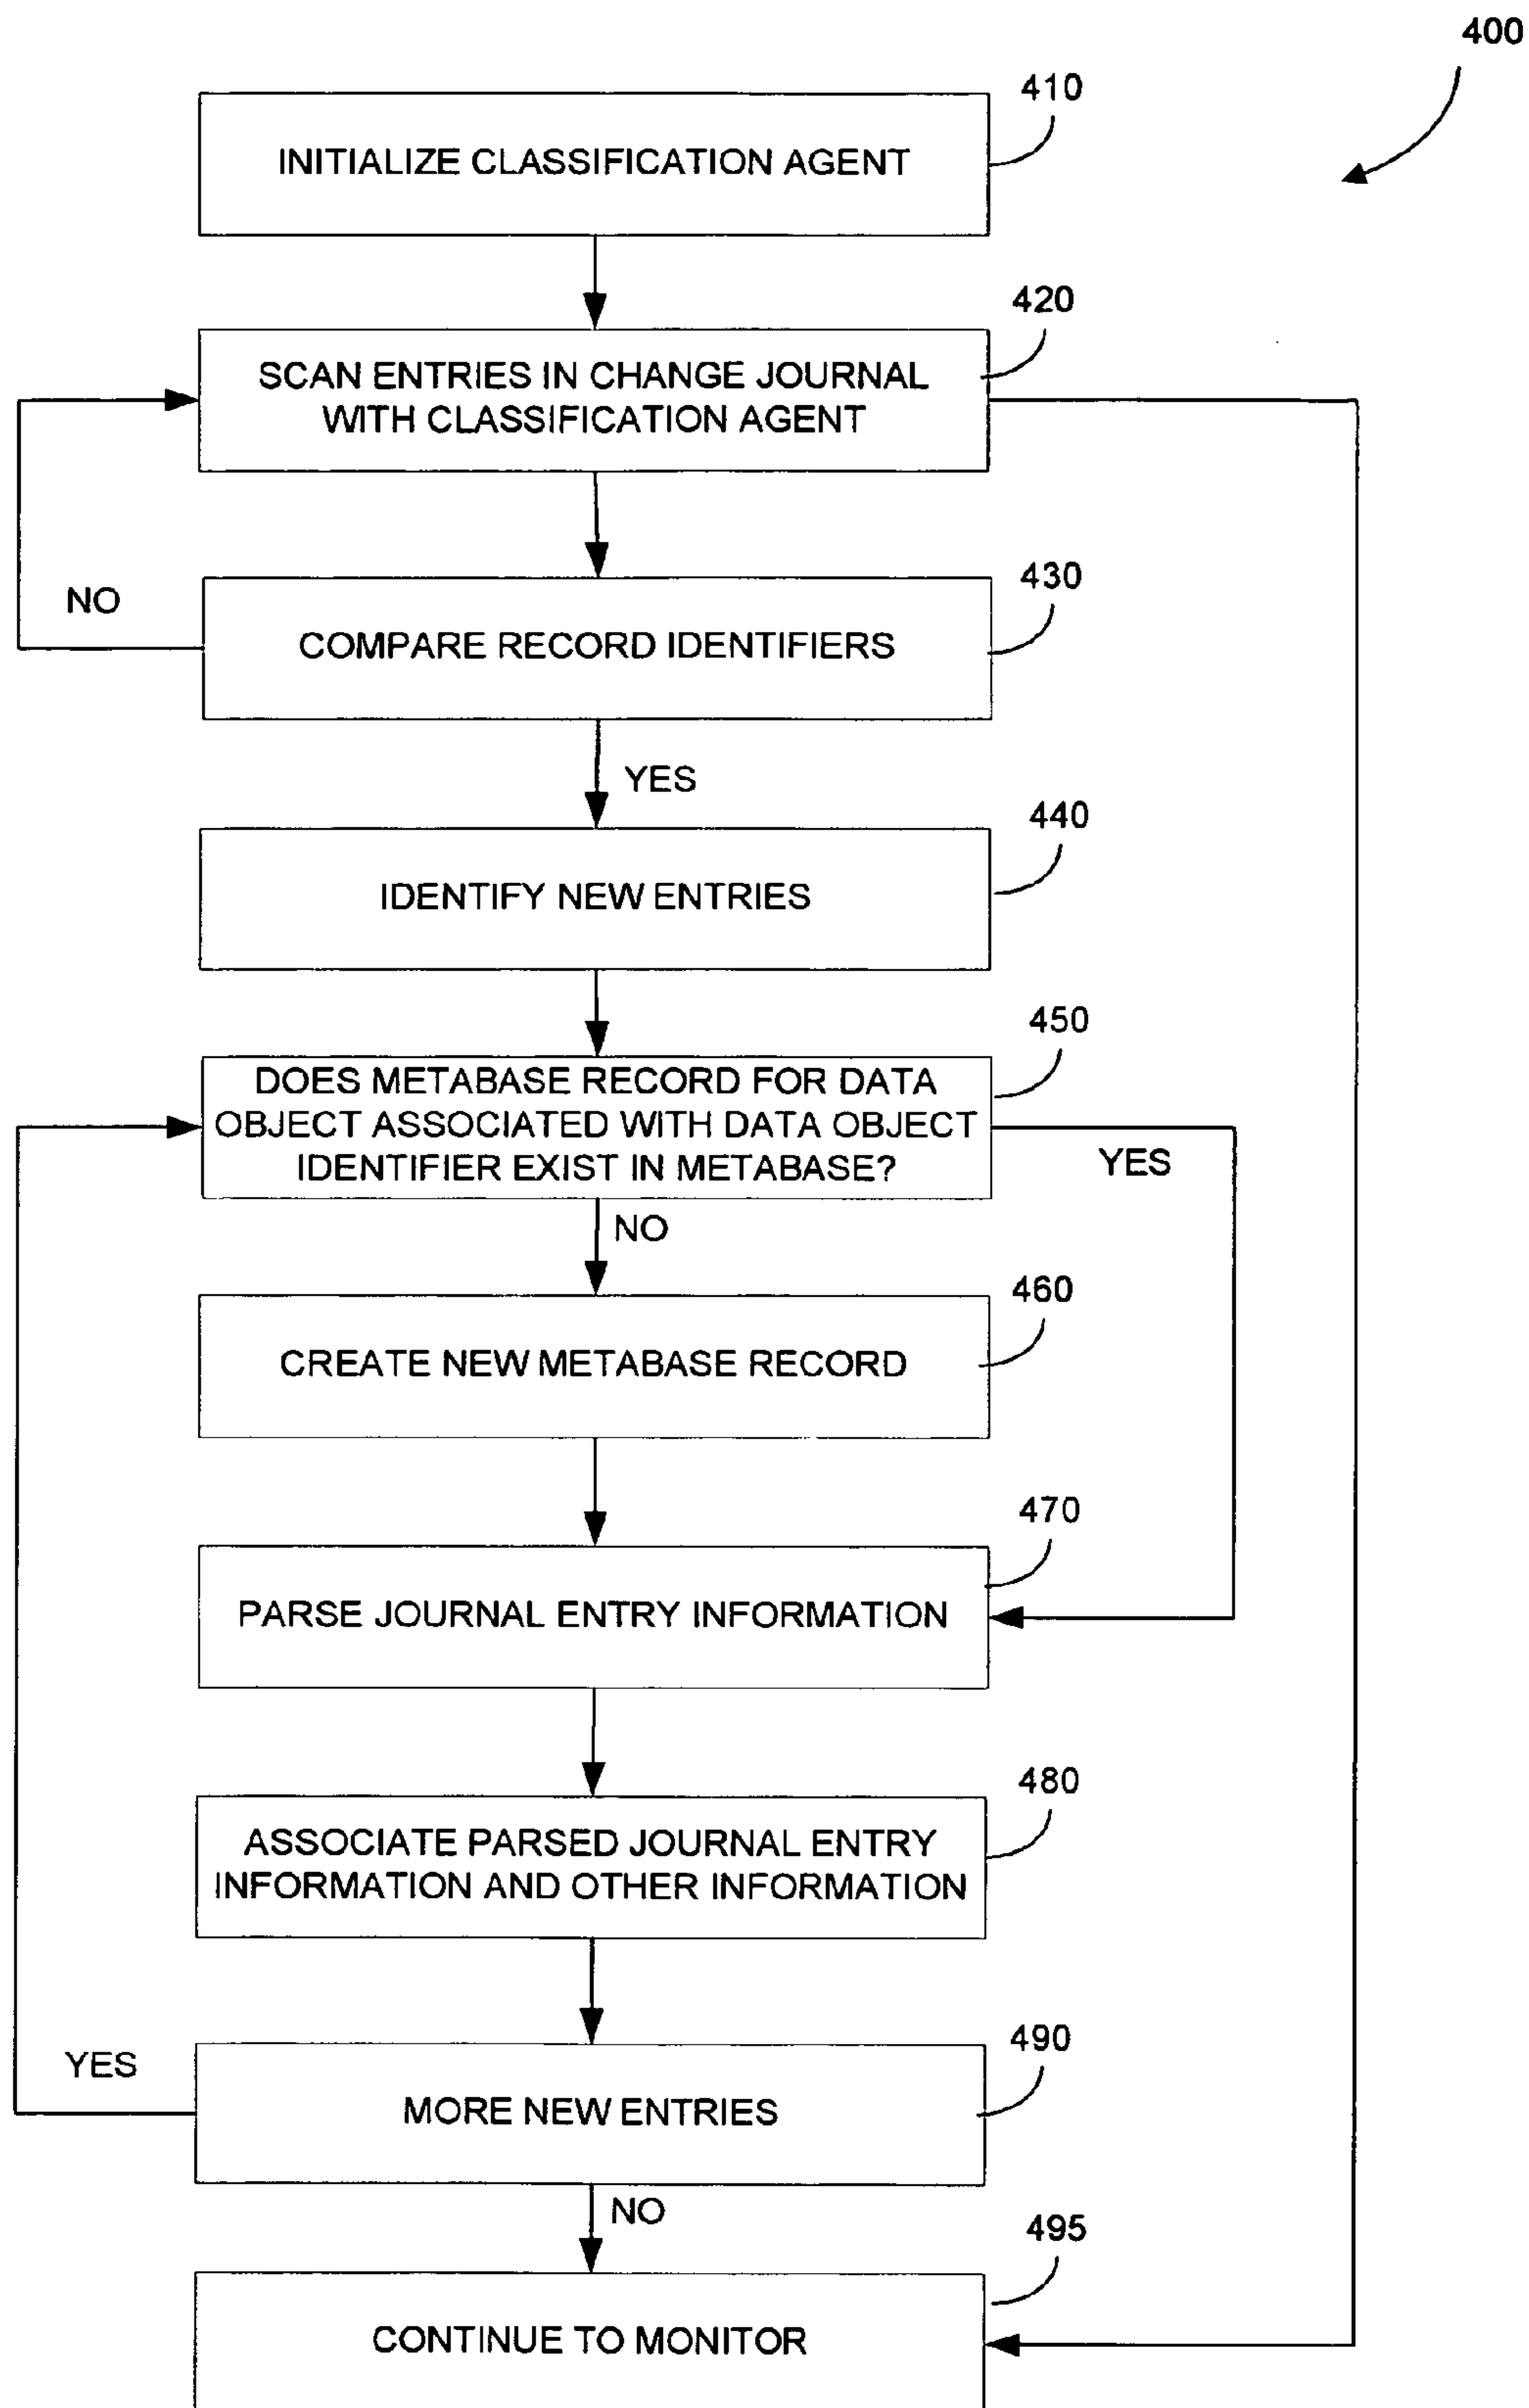 400
410
INITIALIZE CLASSIFICATION AGENT
420
SCAN ENTRIES IN CHANGE JOURNAL
WITH CLASSIFICATION AGENT
430
NO
COMPARE RECORD IDENTIFIERS
YES
440
IDENTIFY NEW ENTRIES
450
DOES METABASE RECORD FOR DATA
OBJECT ASSOCIATED WITH DATA OBJECT
IDENTIFIER EXIST IN METABASE?
YES
NO
460
CREATE NEW METABASE RECORD
470
PARSE JOURNAL ENTRY INFORMATION
480
ASSOCIATE PARSED JOURNAL ENTRY
INFORMATION AND OTHER INFORMATION
490
YES
MORE NEW ENTRIES
NO
495
CONTINUE TO MONITOR